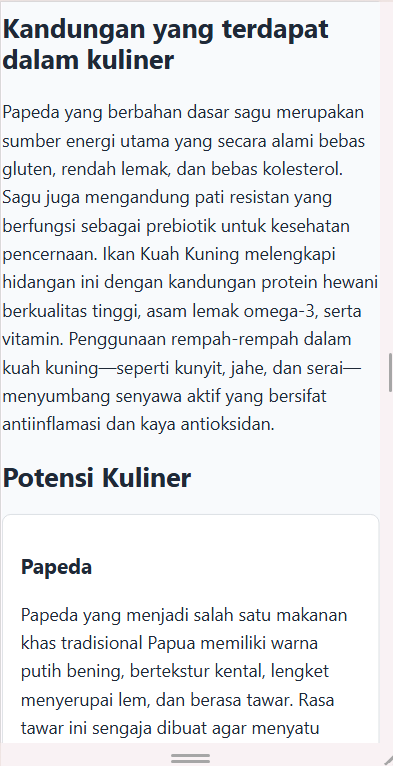 Kandungan yang terdapat
dalam kuliner
Papeda yang berbahan dasar sagu merupakan
sumber energi utama yang secara alami bebas
gluten, rendah lemak, dan bebas kolesterol.
Sagu juga mengandung pati resistan yang
berfungsi sebagai prebiotik untuk kesehatan
pencernaan. Ikan Kuah Kuning melengkapi
hidangan ini dengan kandungan protein hewani
berkualitas tinggi, asam lemak omega-3, serta
vitamin. Penggunaan rempah-rempah dalam
kuah kuning—seperti kunyit, jahe, dan serai—
menyumbang senyawa aktif yang bersifat
antiinflamasi dan kaya antioksidan.
Potensi Kuliner
Papeda
Papeda yang menjadi salah satu makanan
khas tradisional Papua memiliki warna
putih bening, bertekstur kental, lengket
menyerupai lem, dan berasa tawar. Rasa
tawar ini sengaja dibuat agar menyatu